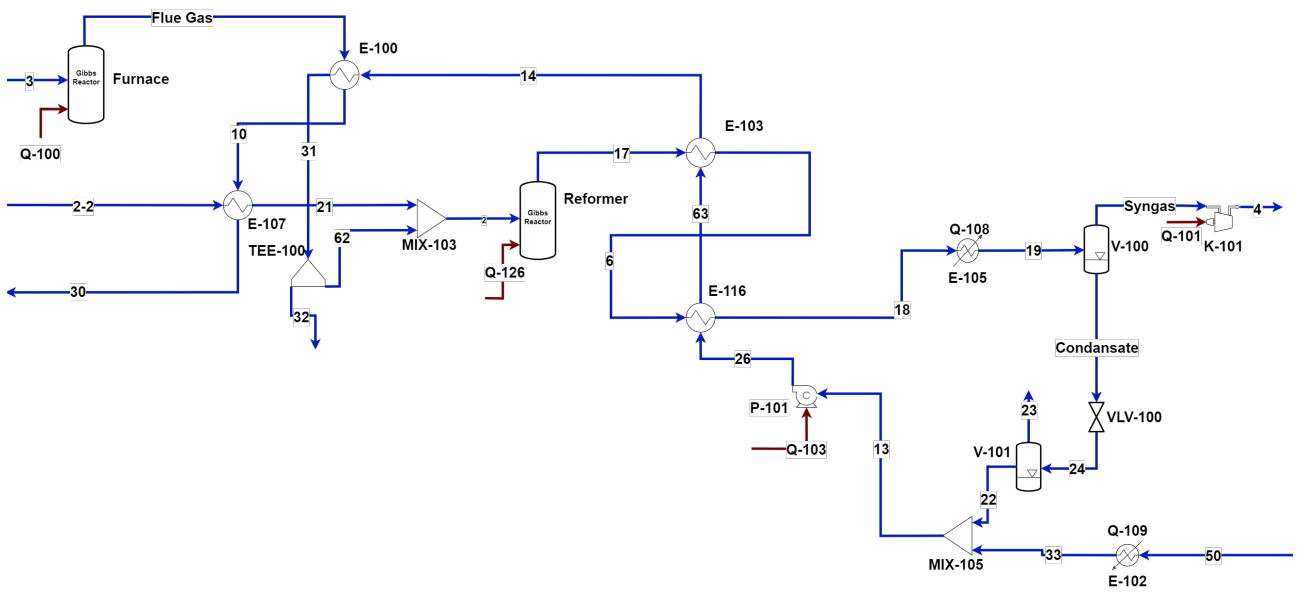 Flue Gas
E-100
3
Gibbs
Reactor
Furnace
14
Q-100
10
31
E-103
17
2-2
21
E-107
TEE-100
62
MIX-103
2
Gibbs
Reactor
Reformer
Q-126
63
Syngas
4
Q-101
K-101
Q-108
19
E-105
V-100
6
30
32
E-116
18
Condansate
26
P-101
C
Q-103
13
23
VLV-100
V-101
24
22
MIX-105
33
Q-109
E-102
50